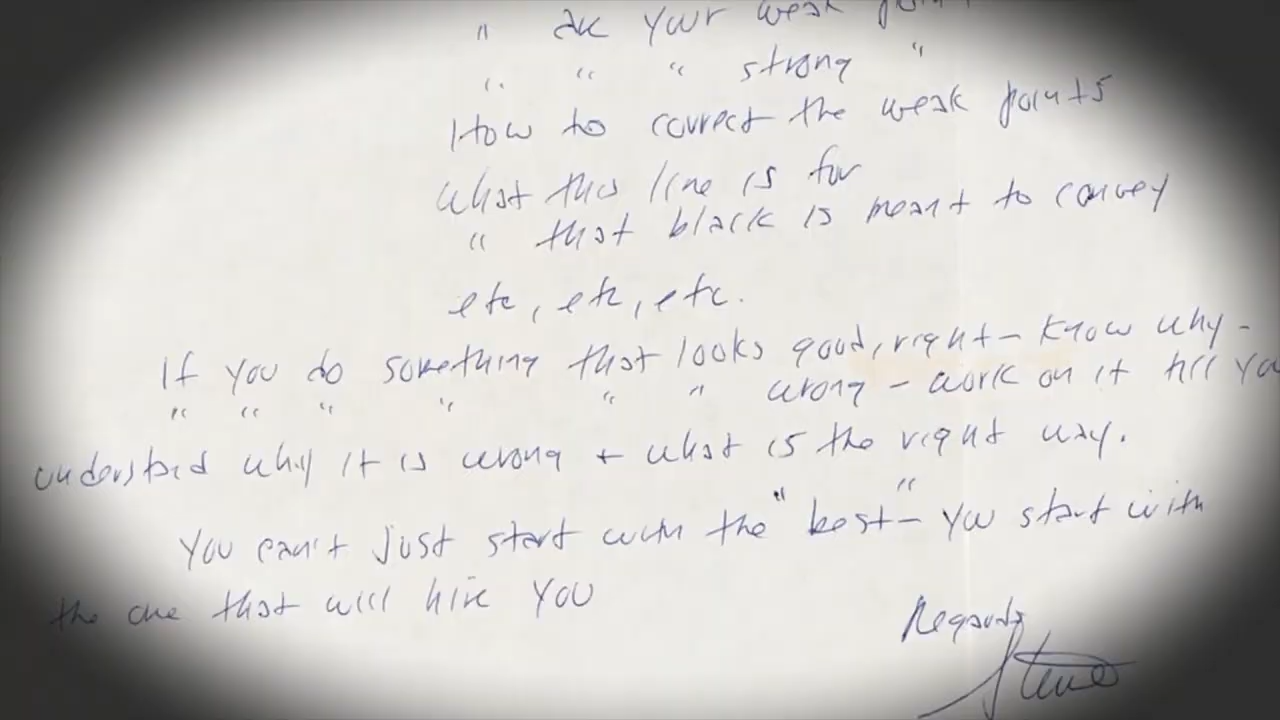 " are your weak
" " " strong "
How to correct the weak points
What this line is for
" that black is meant to convey
etc, etc, etc.
If you do something that looks good, right - know why -
" " " " " " wrong - work on it till you
understand why it is wrong + what is the right way.
You can't just start with the "best" - you start with
the one that will hire you
Regards
Steve